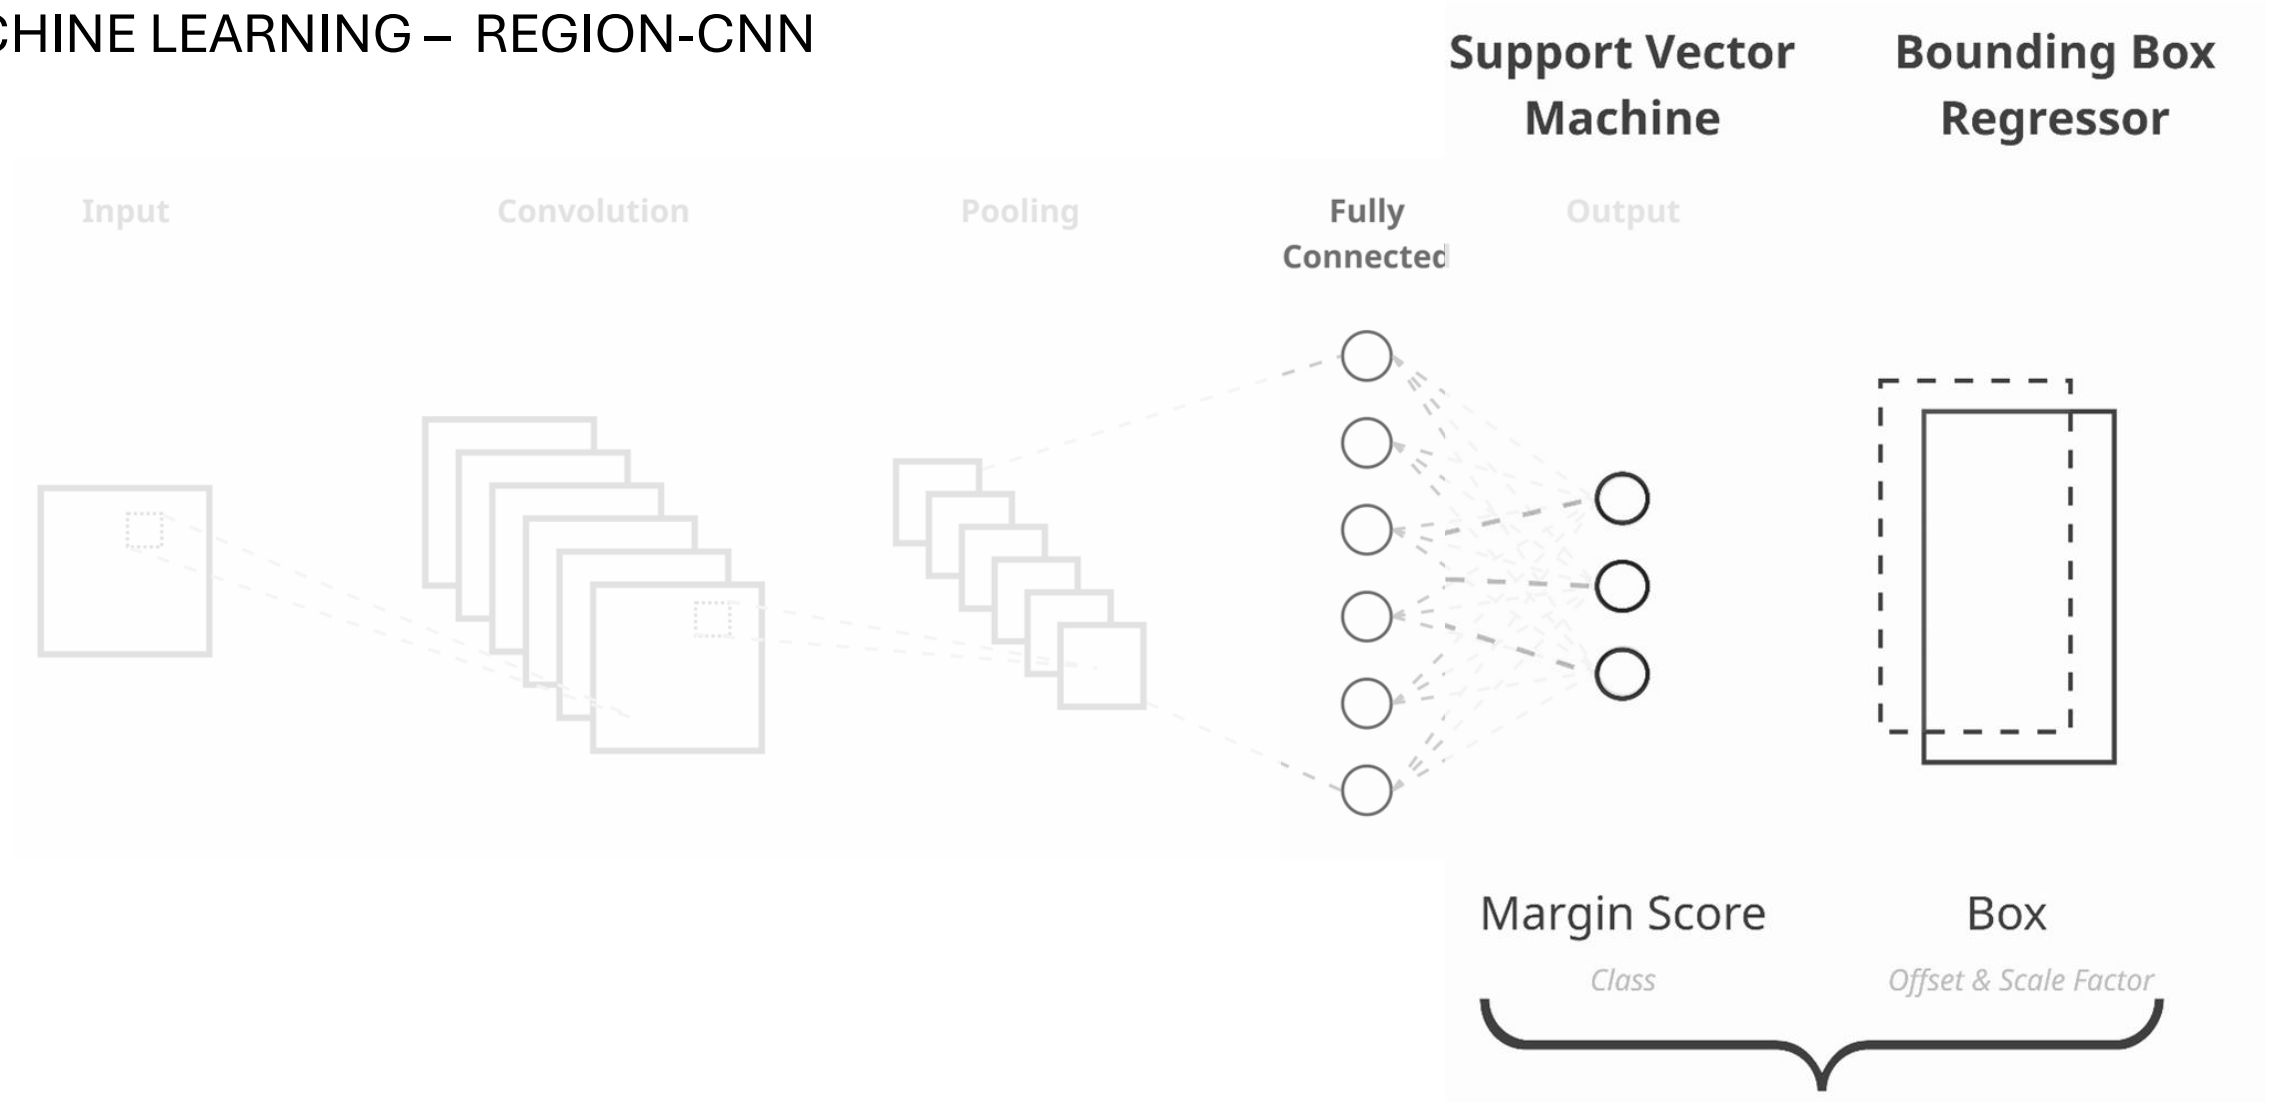 CHINE LEARNING – REGION-CNN
Support Vector
Machine
Bounding Box
Regressor
Input
Convolution
Pooling
Fully
Connected
Output
Margin Score
Box
Class
Offset & Scale Factor